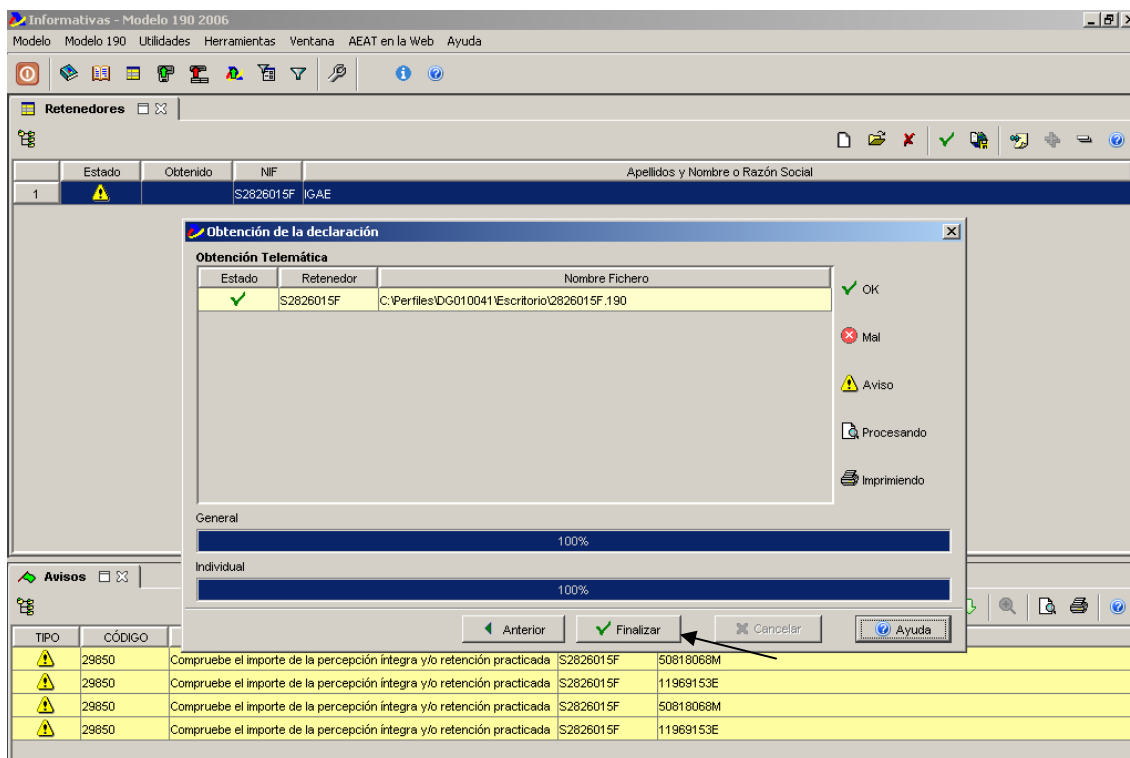 Informativas - Modelo 190 2006
Modelo Modelo 190 Utilidades Herramientas Ventana AEAT en la Web Ayuda
Retenedores
Estado Obtenido NIF Apellidos y Nombre o Razón Social
1 S2826015F IGAE
Obtención de la declaración
Obtención Telemática
Estado Retenedor Nombre Fichero
S2826015F C:\Perfiles\DG010041\Escritorio\2826015F.190
OK
Mal
Aviso
Procesando
Imprimiendo
General
100%
Individual
100%
Anterior Finalizar Cancelar Ayuda
Avisos
TIPO CÓDIGO
29850 Compruebe el importe de la percepción íntegra y/o retención practicada S2826015F 50818068M
29850 Compruebe el importe de la percepción íntegra y/o retención practicada S2826015F 11969153E
29850 Compruebe el importe de la percepción íntegra y/o retención practicada S2826015F 50818068M
29850 Compruebe el importe de la percepción íntegra y/o retención practicada S2826015F 11969153E